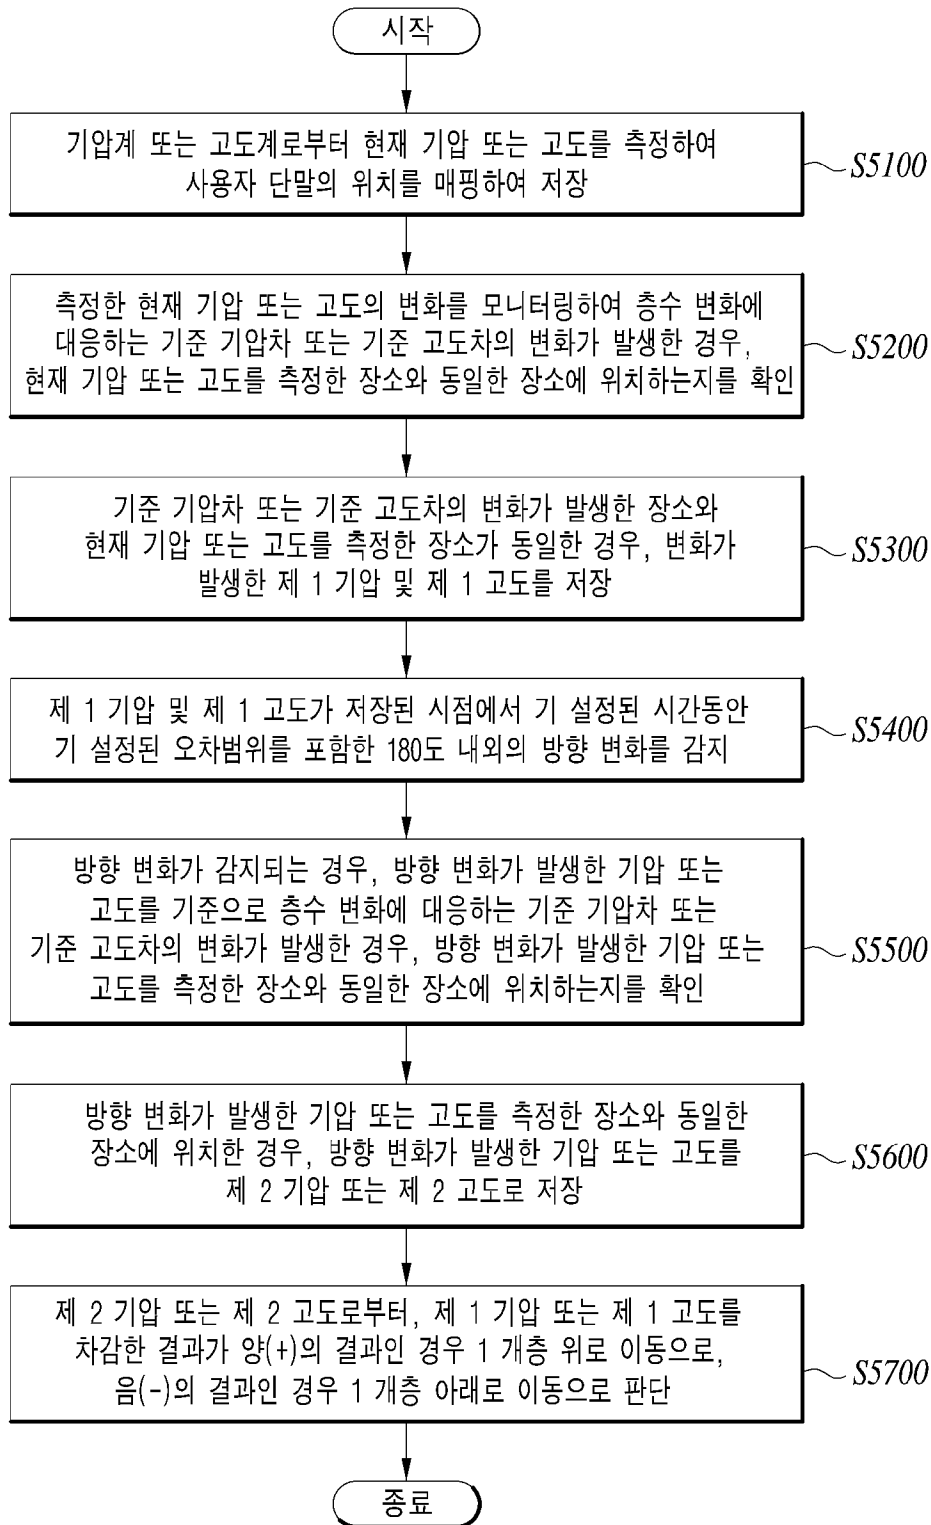 시작
기압계 또는 고도계로부터 현재 기압 또는 고도를 측정하여
사용자 단말의 위치를 매핑하여 저장
S5100
측정한 현재 기압 또는 고도의 변화를 모니터링하여 층수 변화에
대응하는 기준 기압차 또는 기준 고도차의 변화가 발생한 경우,
현재 기압 또는 고도를 측정한 장소와 동일한 장소에 위치하는지를 확인
S5200
기준 기압차 또는 기준 고도차의 변화가 발생한 장소와
현재 기압 또는 고도를 측정한 장소가 동일한 경우, 변화가
발생한 제 1 기압 및 제 1 고도를 저장
S5300
제 1 기압 및 제 1 고도가 저장된 시점에서 기 설정된 시간동안
기 설정된 오차범위를 포함한 180도 내외의 방향 변화를 감지
S5400
방향 변화가 감지되는 경우, 방향 변화가 발생한 기압 또는
고도를 기준으로 층수 변화에 대응하는 기준 기압차 또는
기준 고도차의 변화가 발생한 경우, 방향 변화가 발생한 기압 또는
고도를 측정한 장소와 동일한 장소에 위치하는지를 확인
S5500
방향 변화가 발생한 기압 또는 고도를 측정한 장소와 동일한
장소에 위치한 경우, 방향 변화가 발생한 기압 또는 고도를
제 2 기압 또는 제 2 고도로 저장
S5600
제 2 기압 또는 제 2 고도로부터, 제 1 기압 또는 제 1 고도를
차감한 결과가 양(+)의 결과인 경우 1 개층 위로 이동으로,
음(-)의 결과인 경우 1 개층 아래로 이동으로 판단
S5700
종료